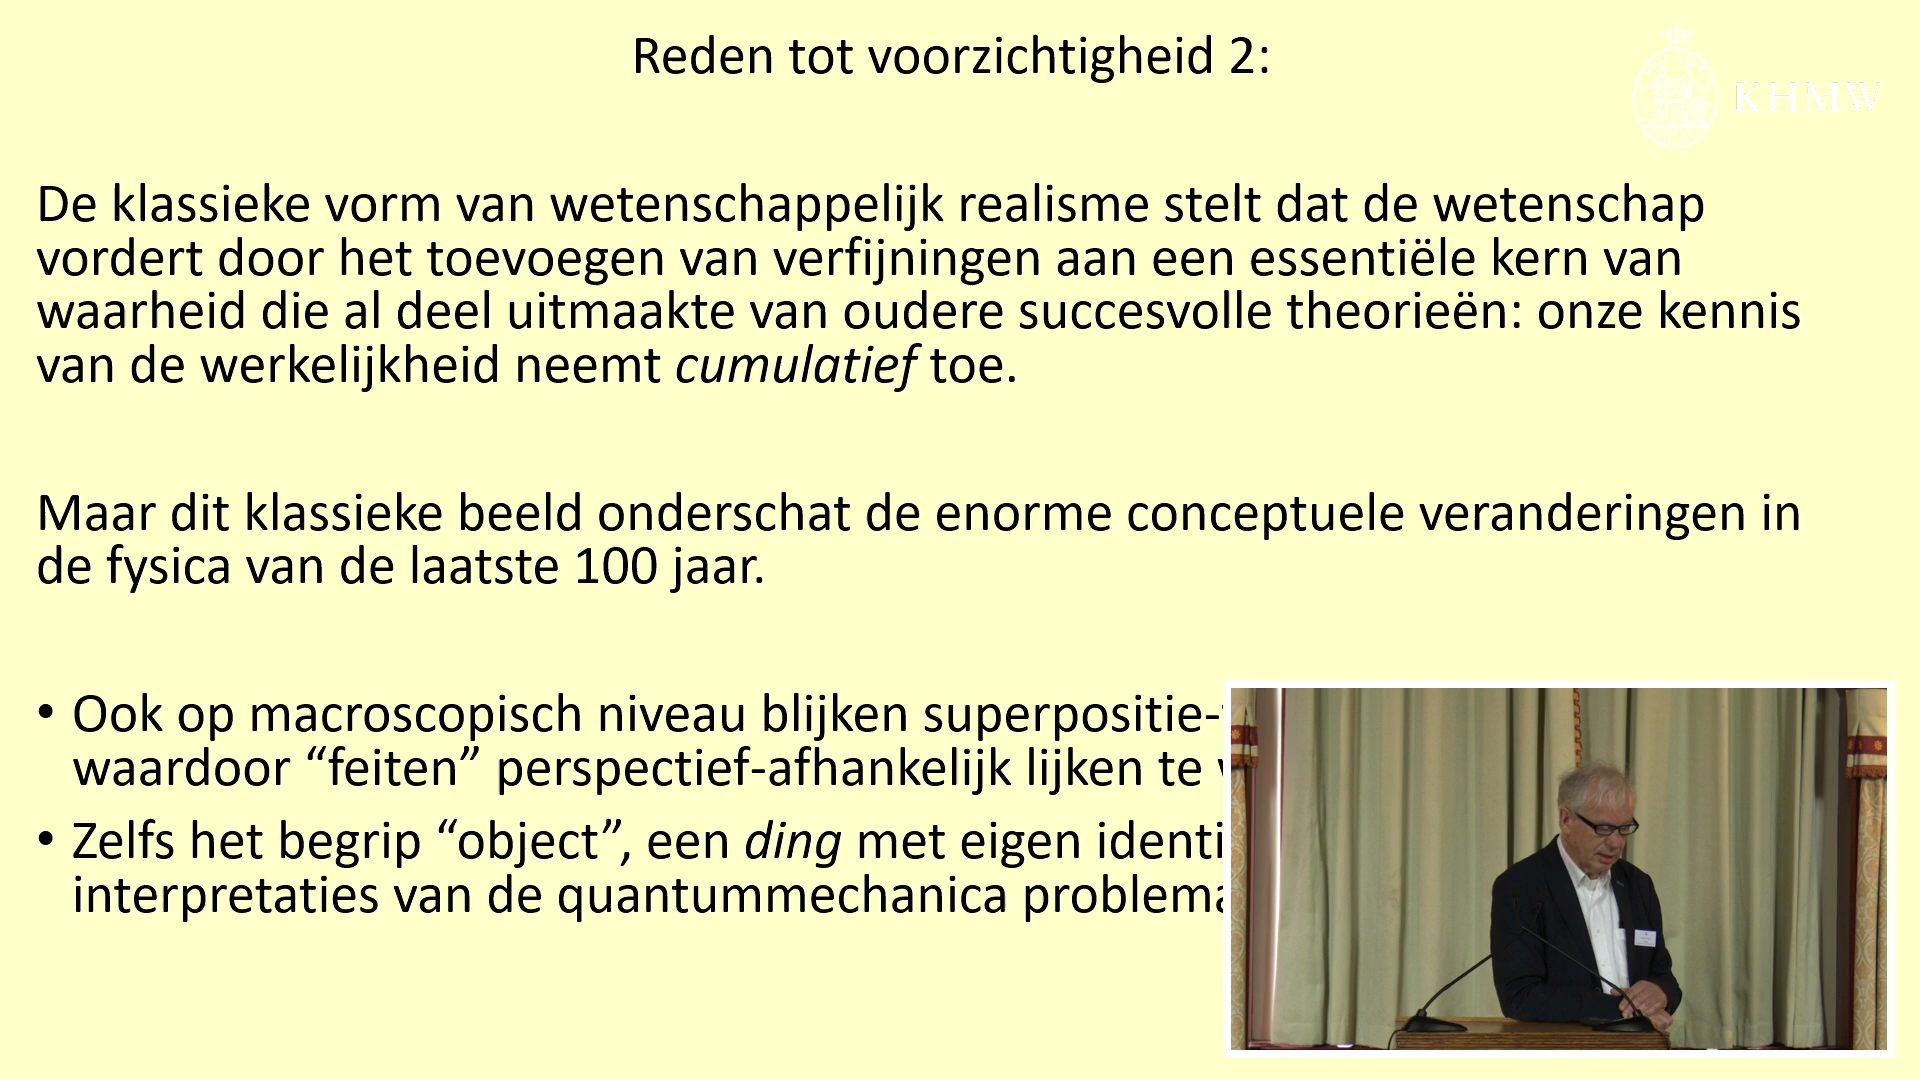 Reden tot voorzichtigheid 2:
KHMW
De klassieke vorm van wetenschappelijk realisme stelt dat de wetenschap
vordert door het toevoegen van verfijningen aan een essentiële kern van
waarheid die al deel uitmaakte van oudere succesvolle theorieën: onze kennis
van de werkelijkheid neemt cumulatief toe.
Maar dit klassieke beeld onderschat de enorme conceptuele veranderingen in
de fysica van de laatste 100 jaar.
• Ook op macroscopisch niveau blijken superpositie-
waardoor “feiten” perspectief-afhankelijk lijken te
• Zelfs het begrip “object”, een ding met eigen
interpretaties van de quantummechanica